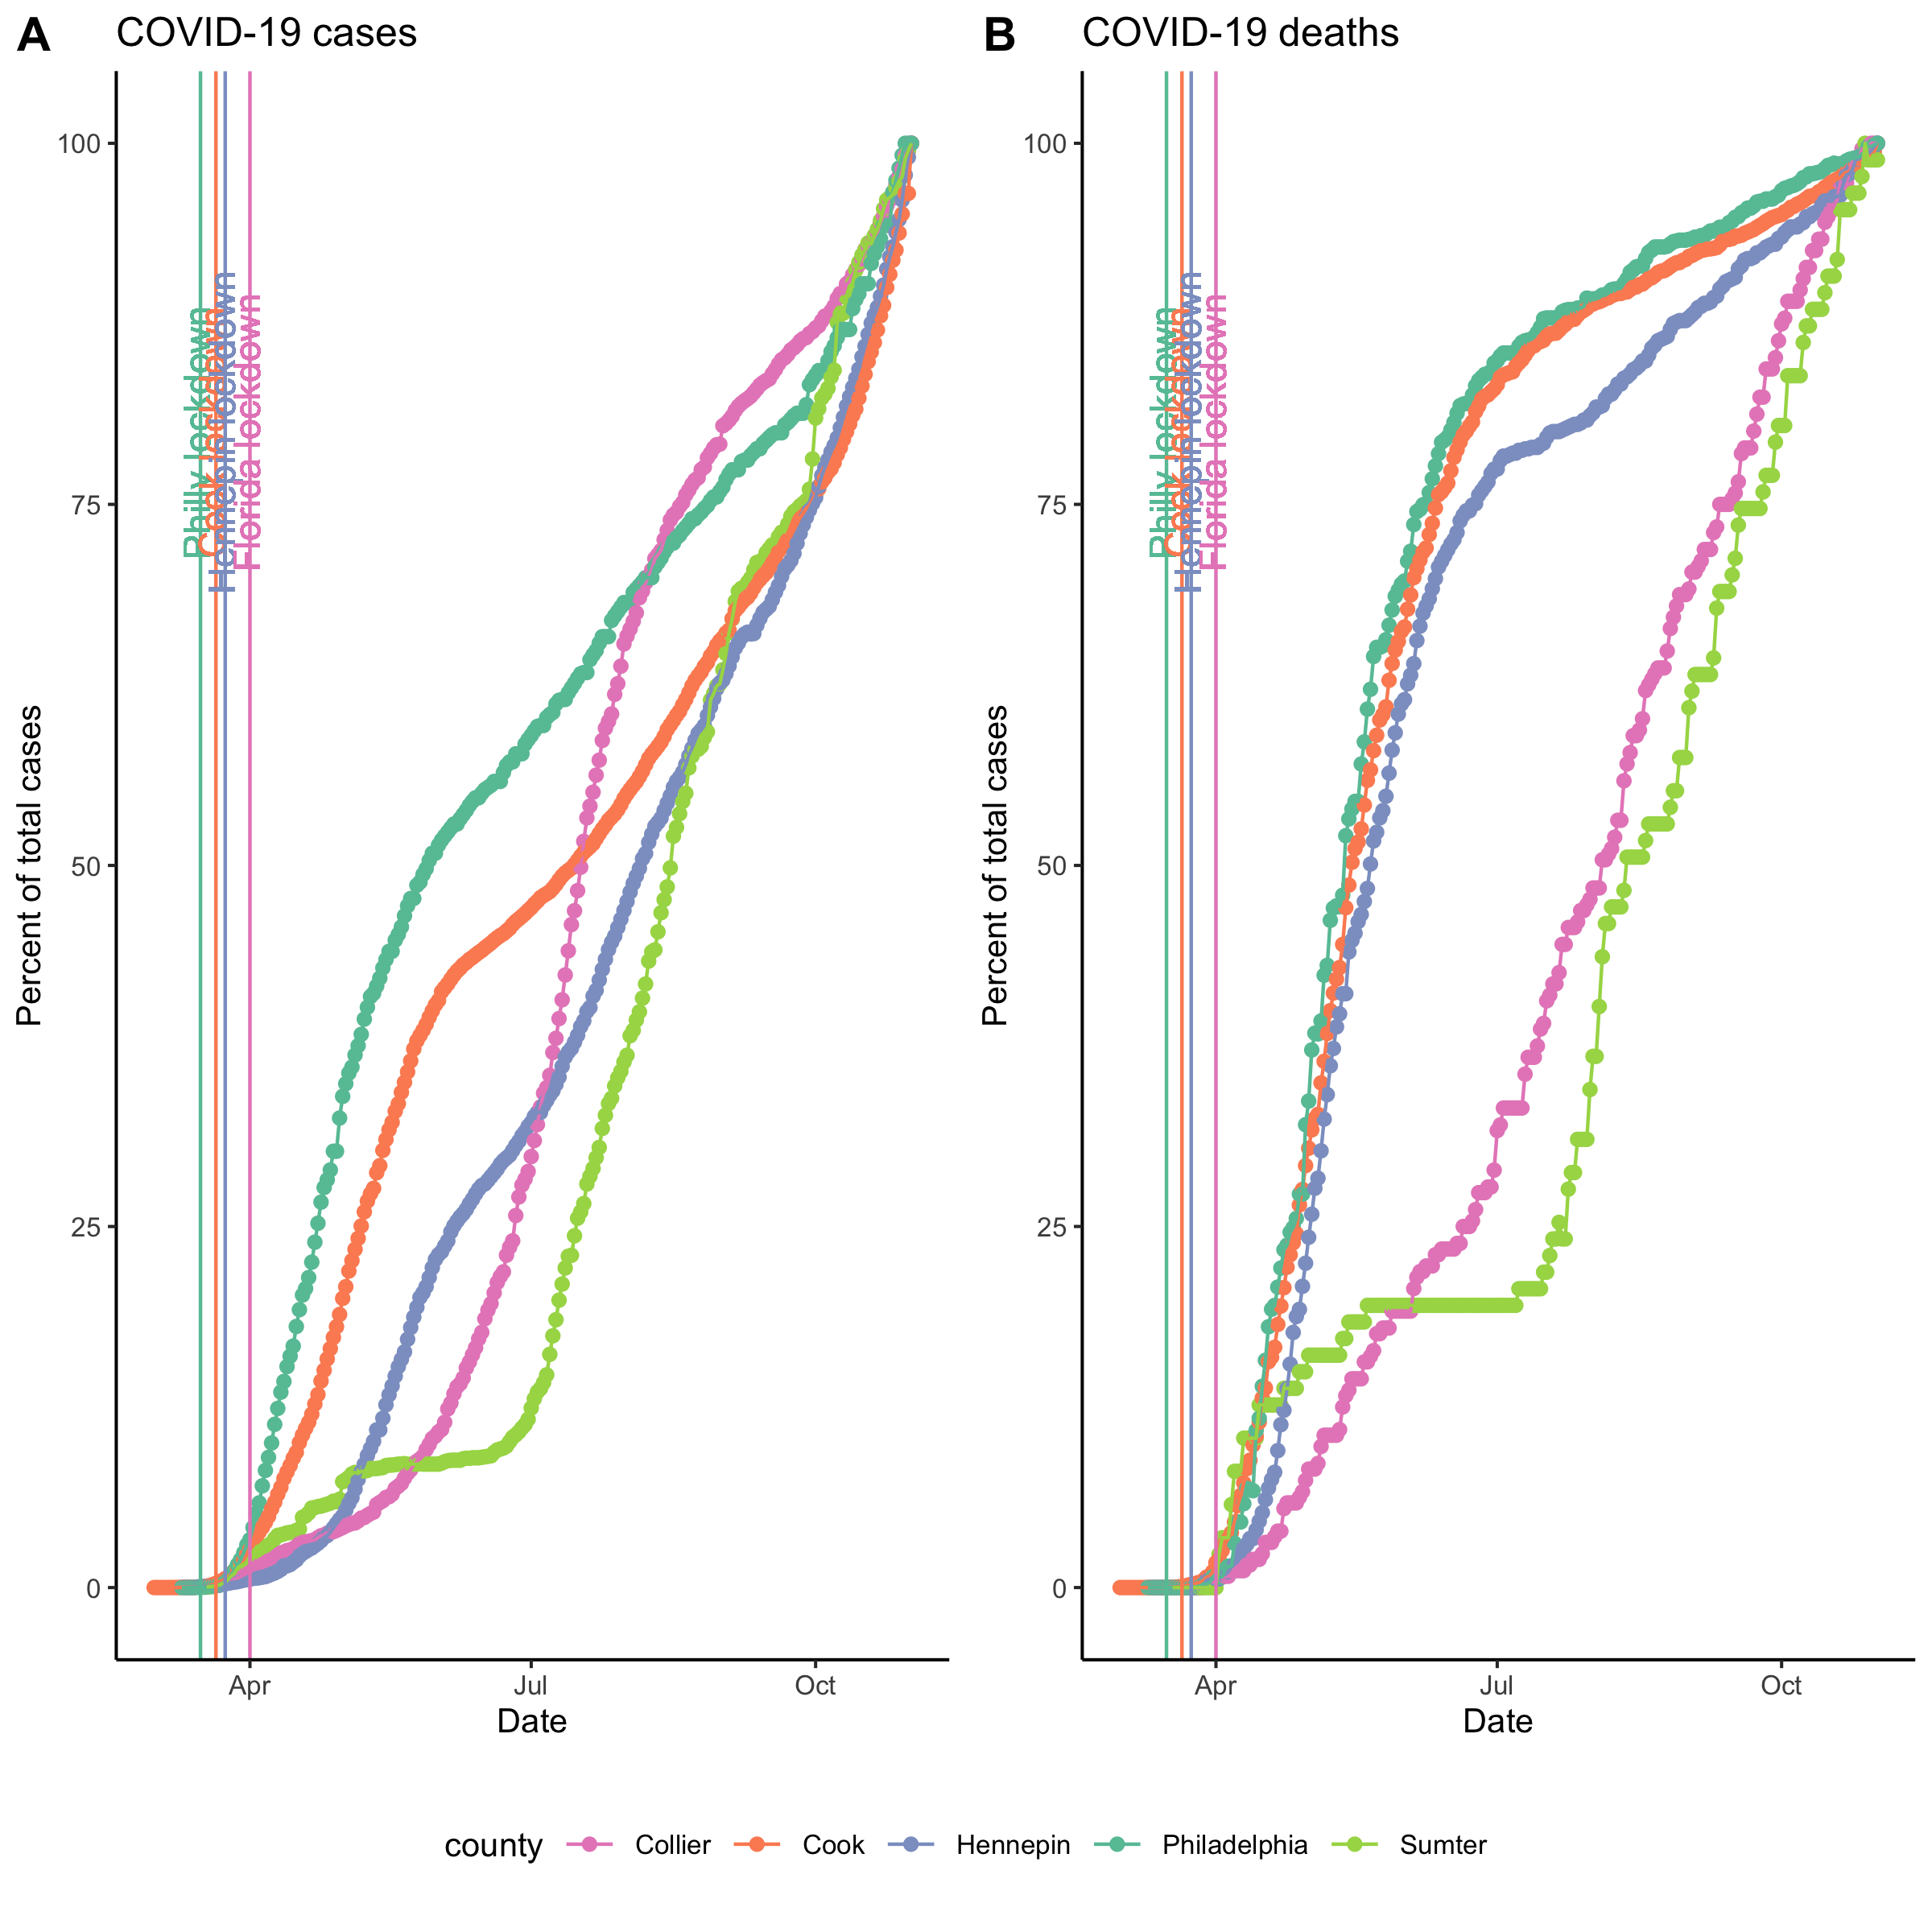 A COVID-19 cases
B COVID-19 deaths
Percent of total cases
100
75
50
25
0
Philly lockdown
Cook lockdown
Hennepin lockdown
Florida lockdown
Apr Jul Oct
Date
Percent of total cases
100
75
50
25
0
Philly lockdown
Cook lockdown
Hennepin lockdown
Florida lockdown
Apr Jul Oct
Date
county Collier Cook Hennepin Philadelphia Sumter